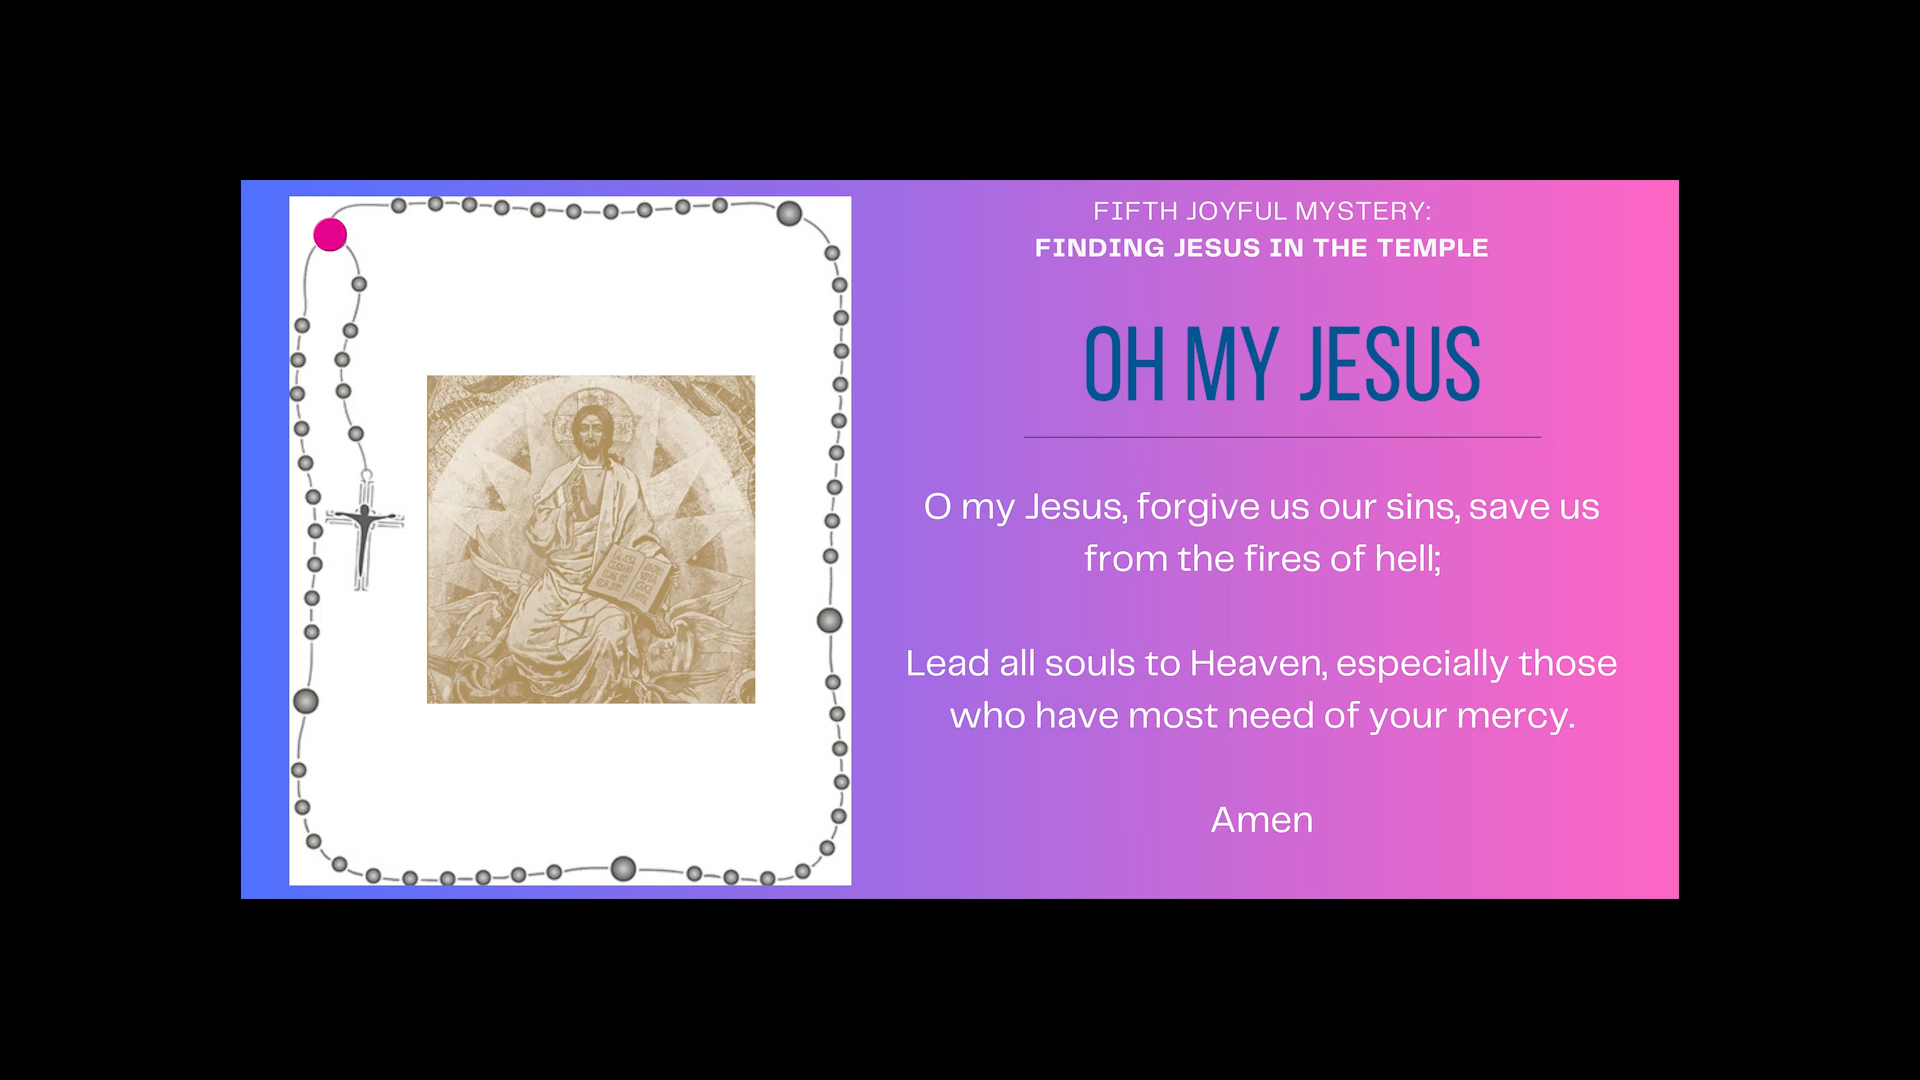 FIFTH JOYFUL MYSTERY:
FINDING JESUS IN THE TEMPLE
OH MY JESUS
O my Jesus, forgive us our sins, save us
from the fires of hell;
Lead all souls to Heaven, especially those
who have most need of your mercy.
Amen